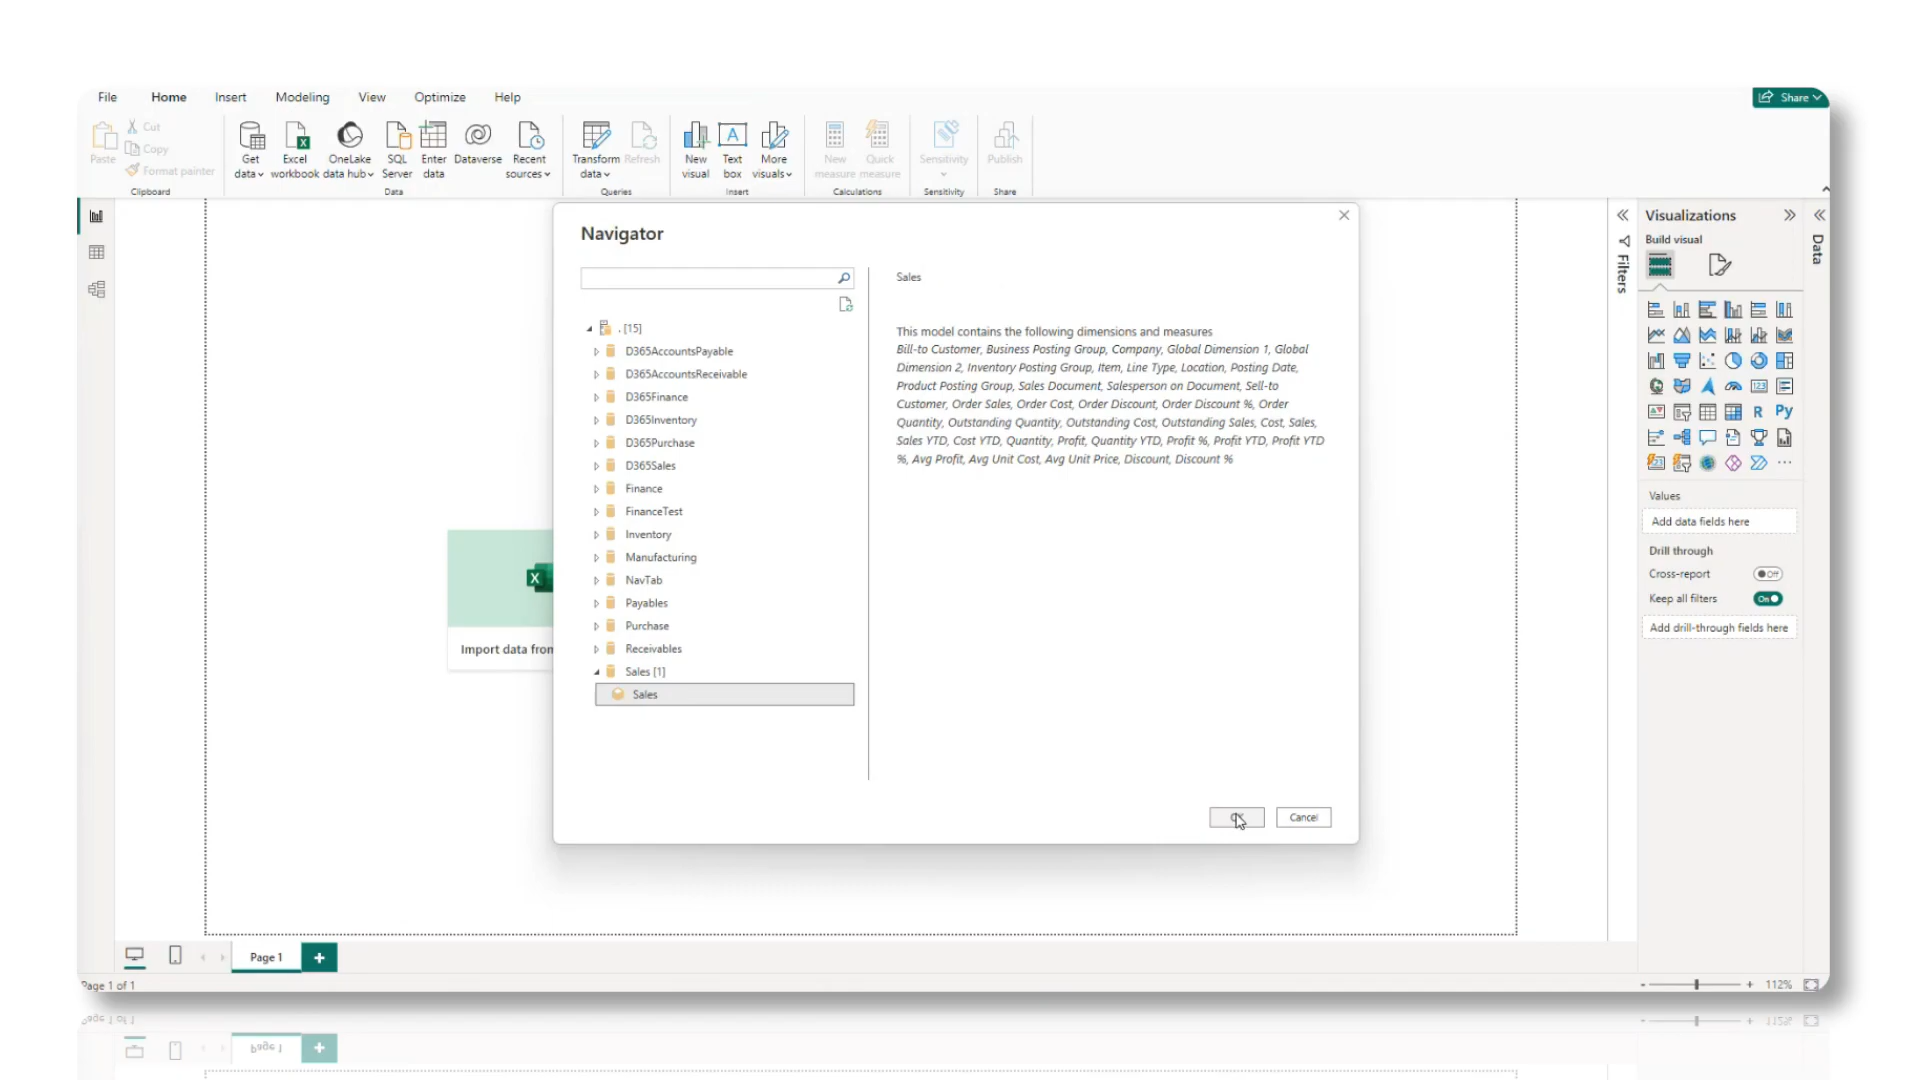 File Home Insert Modeling View Optimize Help
Share
Paste
Cut
Copy
Format painter
Clipboard
Get data
Excel workbook
OneLake data hub
SQL Server
Enter data
Dataverse
Recent sources
Data
Transform data
Refresh
Queries
New visual
Text box
More visuals
Insert
New measure
Quick measure
Calculations
Sensitivity
Sensitivity
Publish
Share
Navigator
. [15]
D365AccountsPayable
D365AccountsReceivable
D365Finance
D365Inventory
D365Purchase
D365Sales
Finance
FinanceTest
Inventory
Manufacturing
NavTab
Payables
Purchase
Receivables
Sales [1]
Sales
Sales
This model contains the following dimensions and measures
Bill-to Customer, Business Posting Group, Company, Global Dimension 1, Global
Dimension 2, Inventory Posting Group, Item, Line Type, Location, Posting Date,
Product Posting Group, Sales Document, Salesperson on Document, Sell-to
Customer, Order Sales, Order Cost, Order Discount, Order Discount %, Order
Quantity, Outstanding Quantity, Outstanding Cost, Outstanding Sales, Cost, Sales,
Sales YTD, Cost YTD, Quantity, Profit, Quantity YTD, Profit %, Profit YTD, Profit YTD
%, Avg Profit, Avg Unit Cost, Avg Unit Price, Discount, Discount %
Cancel
Import data from
Filters
Visualizations
Build visual
R Py
Values
Add data fields here
Drill through
Cross-report
Off
Keep all filters
On
Add drill-through fields here
Data
Page 1
Page 1 of 1
112%